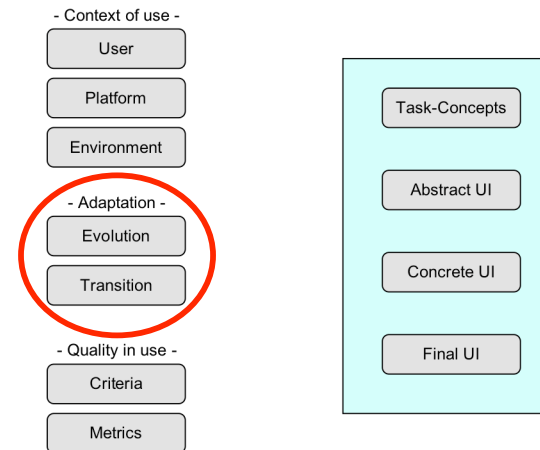 - Context of use -
User
Platform
Environment
- Adaptation -
Evolution
Transition
- Quality in use -
Criteria
Metrics
Task-Concepts
Abstract UI
Concrete UI
Final UI